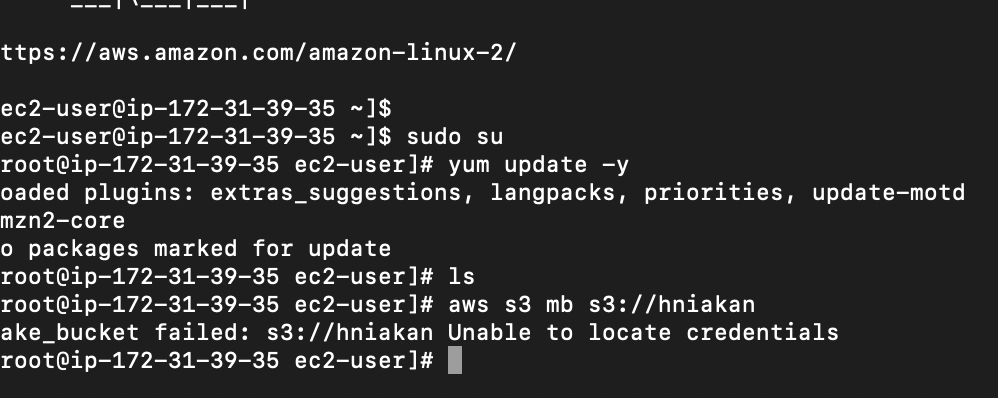 ttps://aws.amazon.com/amazon-linux-2/
ec2-user@ip-172-31-39-35 ~]$
ec2-user@ip-172-31-39-35 ~]$ sudo su
root@ip-172-31-39-35 ec2-user]# yum update -y
oaded plugins: extras_suggestions, langpacks, priorities, update-motd
mzn2-core
o packages marked for update
root@ip-172-31-39-35 ec2-user]# ls
root@ip-172-31-39-35 ec2-user]# aws s3 mb s3://hniakan
ake_bucket failed: s3://hniakan Unable to locate credentials
root@ip-172-31-39-35 ec2-user]#